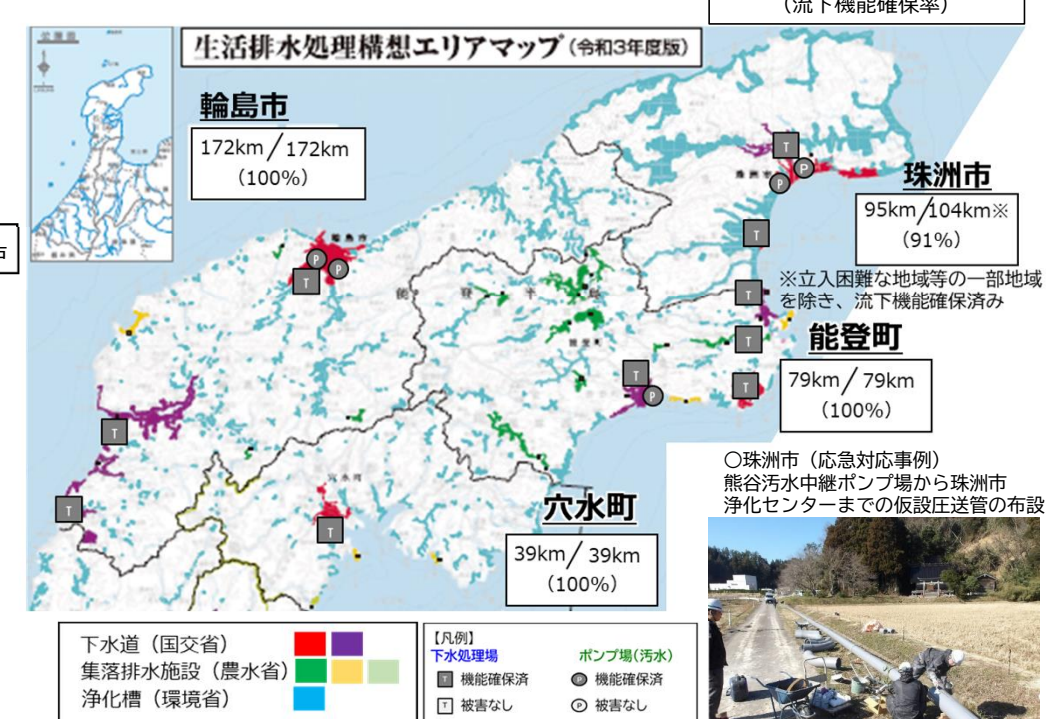 (流下機能確保率)
位置図
生活排水処理構想エリアマップ(令和3年度版)
輪島市
172km/172km
(100%)
珠洲市
95km/104km※
(91%)
※立入困難な地域等の一部地域
を除き、流下機能確保済み
能登町
79km/79km
(100%)
穴水町
39km/39km
(100%)
○珠洲市(応急対応事例)
熊谷汚水中継ポンプ場から珠洲市
浄化センターまでの仮設圧送管の布設
下水道(国交省)
集落排水施設(農水省)
浄化槽(環境省)
【凡例】
下水処理場
ポンプ場(汚水)
T 機能確保済
P 機能確保済
T 被害なし
P 被害なし